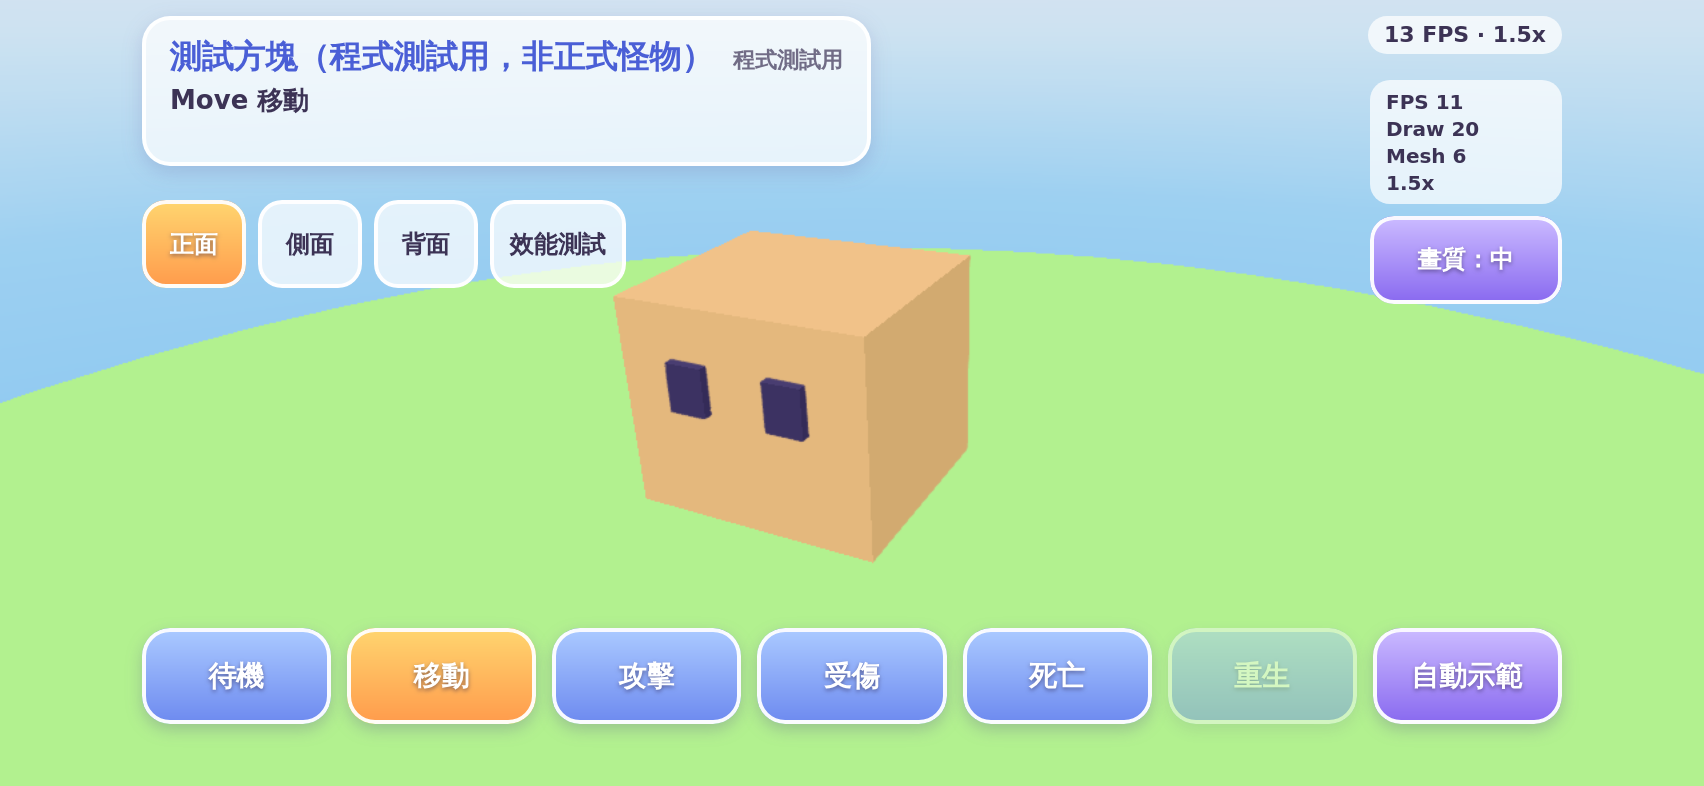 測試方塊（程式測試用，非正式怪物） 程式測試用
Move 移動
13 FPS · 1.5x
FPS 11
Draw 20
Mesh 6
1.5x
正面 側面 背面 效能測試
畫質：中
待機 移動 攻擊 受傷 死亡 重生 自動示範